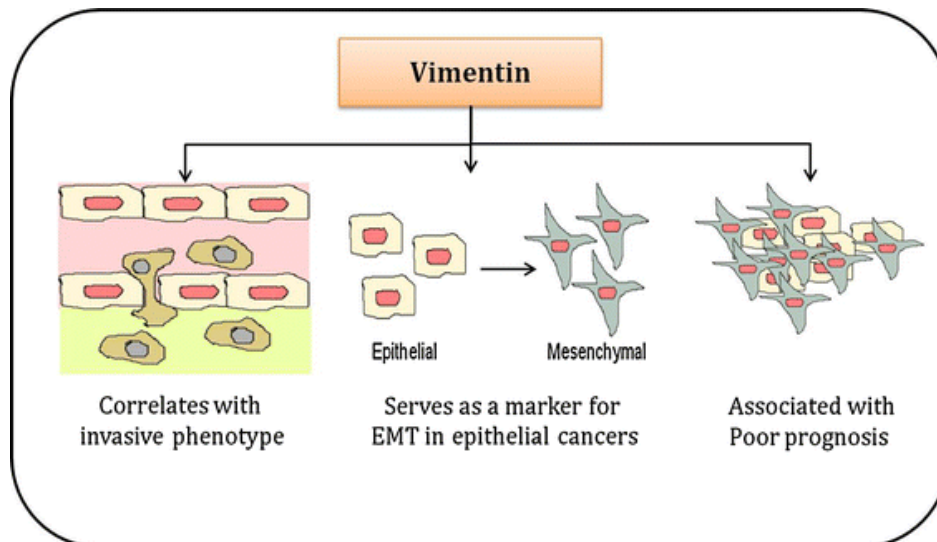 Vimentin
Epithelial
Mesenchymal
Correlates with
invasive phenotype
Serves as a marker for
EMT in epithelial cancers
Associated with
Poor prognosis